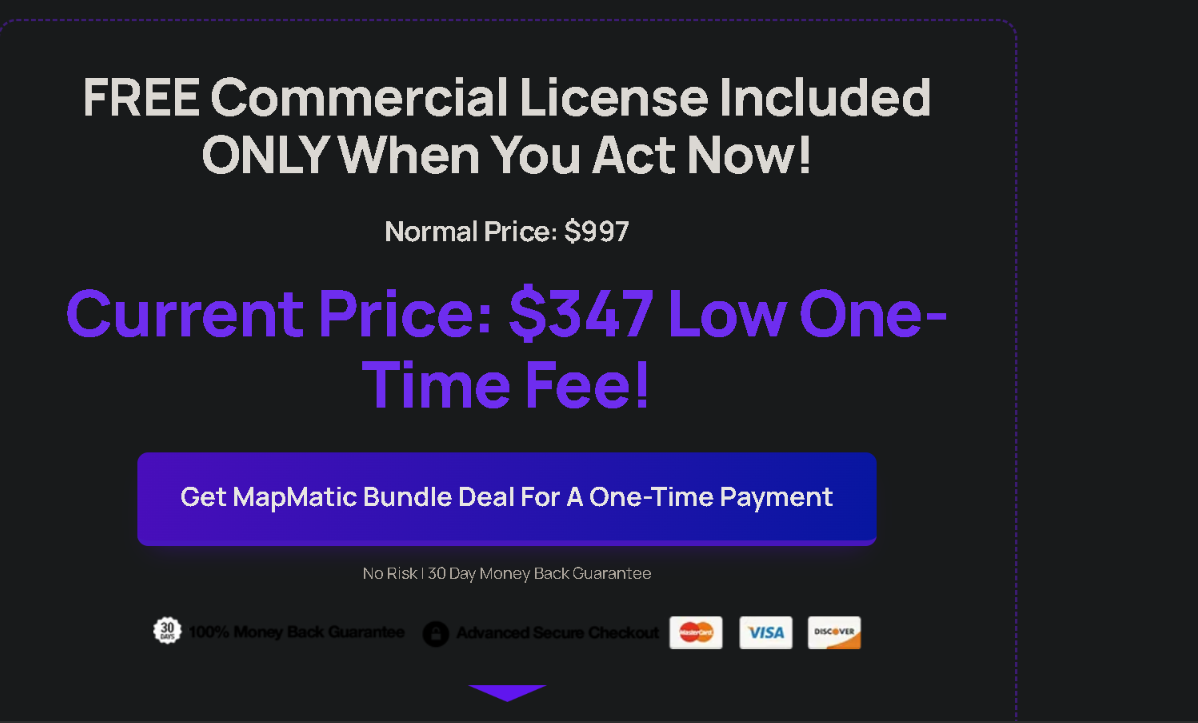 FREE Commercial License Included
ONLY When You Act Now!
Normal Price: $997
Current Price: $347 Low One-
Time Fee!
Get MapMatic Bundle Deal For A One-Time Payment
No Risk | 30 Day Money Back Guarantee
30 DAYS 100% Money Back Guarantee Advanced Secure Checkout MasterCard VISA DISCOVER